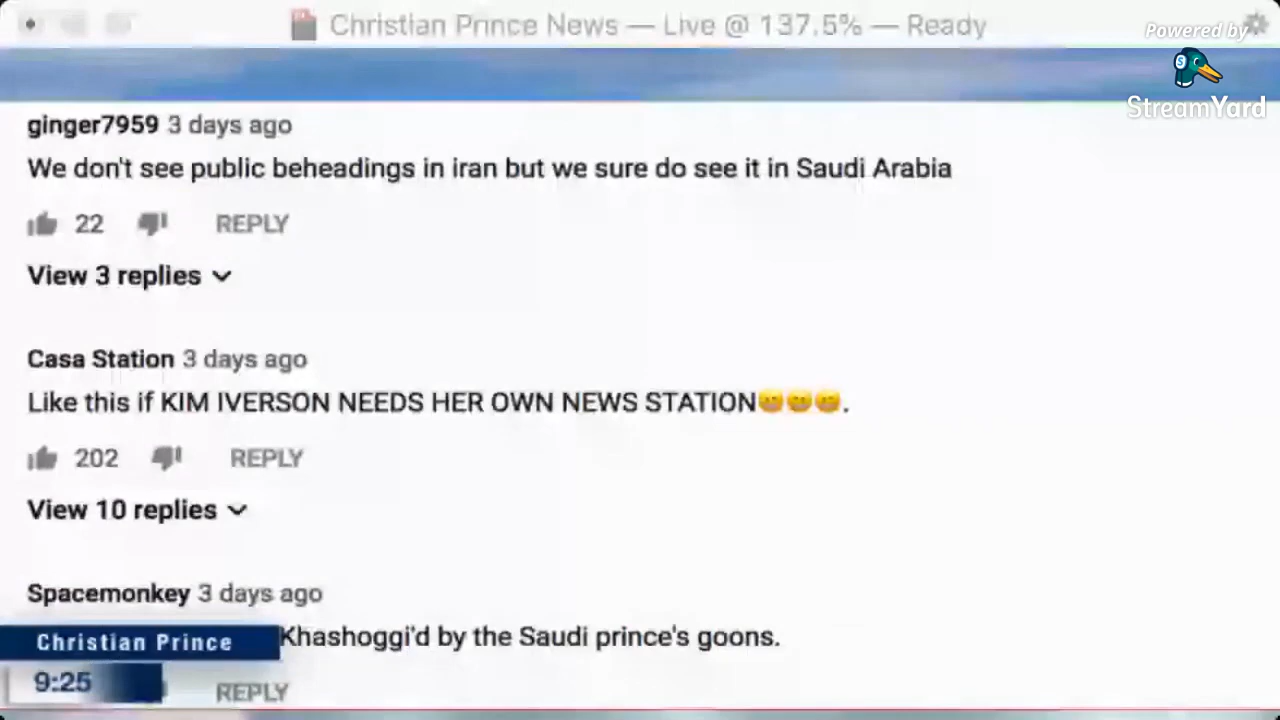 Christian Prince News — Live @ 137.5% — Ready
Powered by
StreamYard
ginger7959 3 days ago
We don't see public beheadings in iran but we sure do see it in Saudi Arabia
22 REPLY
View 3 replies
Casa Station 3 days ago
Like this if KIM IVERSON NEEDS HER OWN NEWS STATION😁😁😁.
202 REPLY
View 10 replies
Spacemonkey 3 days ago
Khashoggi'd by the Saudi prince's goons.
Christian Prince
9:25
REPLY